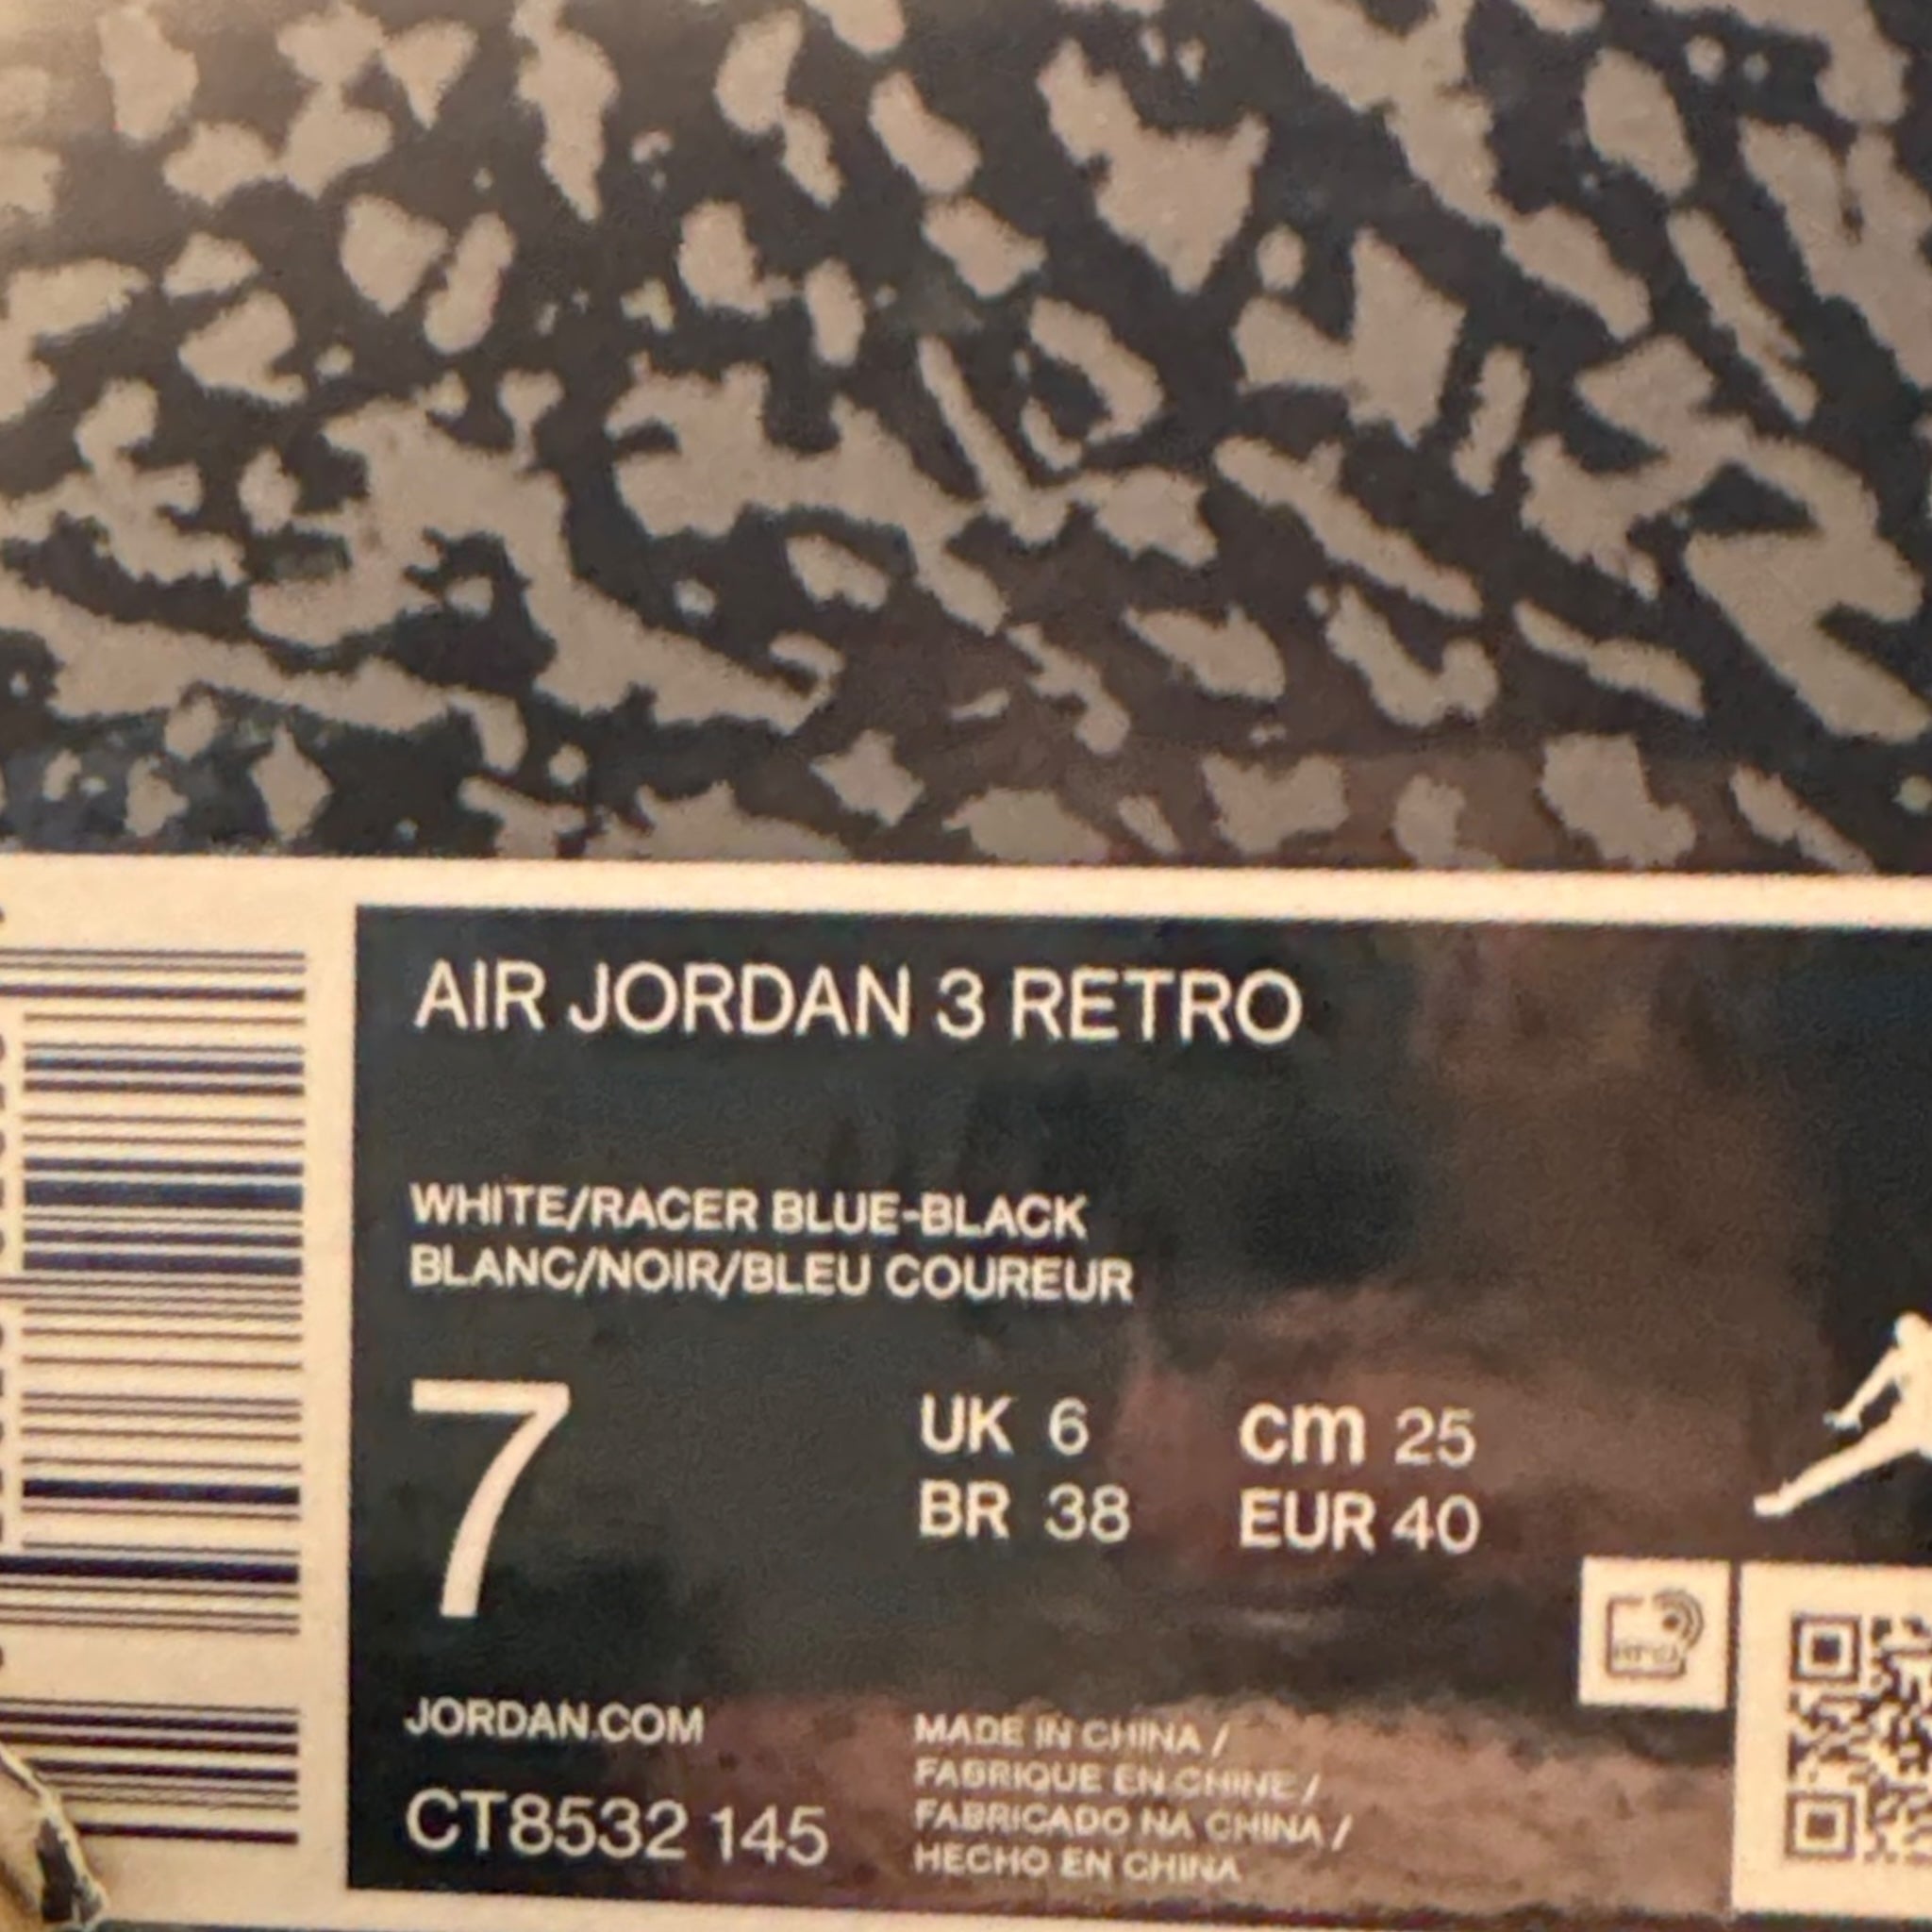 AIR JORDAN 3 RETRO
WHITE/RACER BLUE-BLACK
BLANC/NOIR/BLEU COUREUR
7
UK 6
cm 25
BR 38
EUR 40
JORDAN.COM
CT8532 145
MADE IN CHINA /
FABRIQUE EN CHINE /
FABRICADO NA CHINA /
HECHO EN CHINA